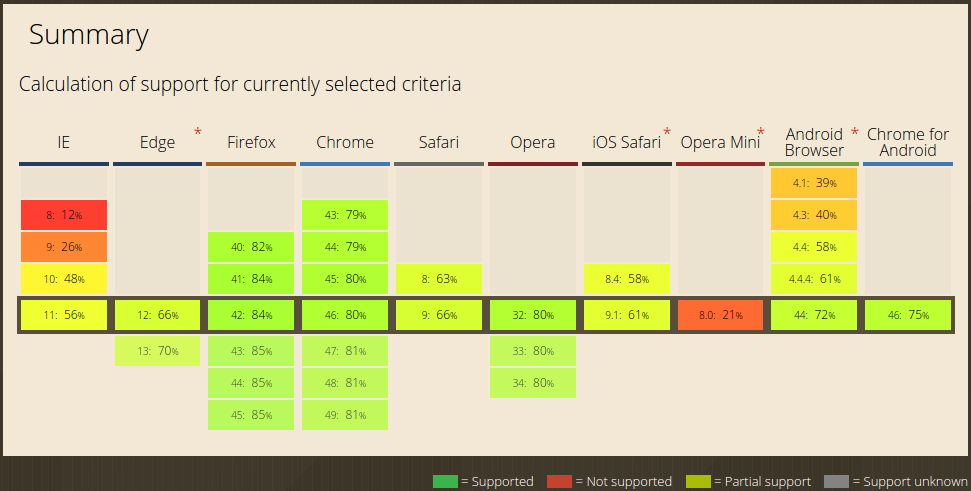 Summary
Calculation of support for currently selected criteria
IE Edge * Firefox Chrome Safari Opera iOS Safari * Opera Mini * Android Browser * Chrome for Android
4.1: 39%
8: 12% 43: 79% 4.3: 40%
9: 26% 40: 82% 44: 79% 4.4: 58%
10: 48% 41: 84% 45: 80% 8: 63% 8.4: 58% 4.4.4: 61%
11: 56% 12: 66% 42: 84% 46: 80% 9: 66% 32: 80% 9.1: 61% 8.0: 21% 44: 72% 46: 75%
13: 70% 43: 85% 47: 81% 33: 80%
44: 85% 48: 81% 34: 80%
45: 85% 49: 81%
= Supported = Not supported = Partial support = Support unknown